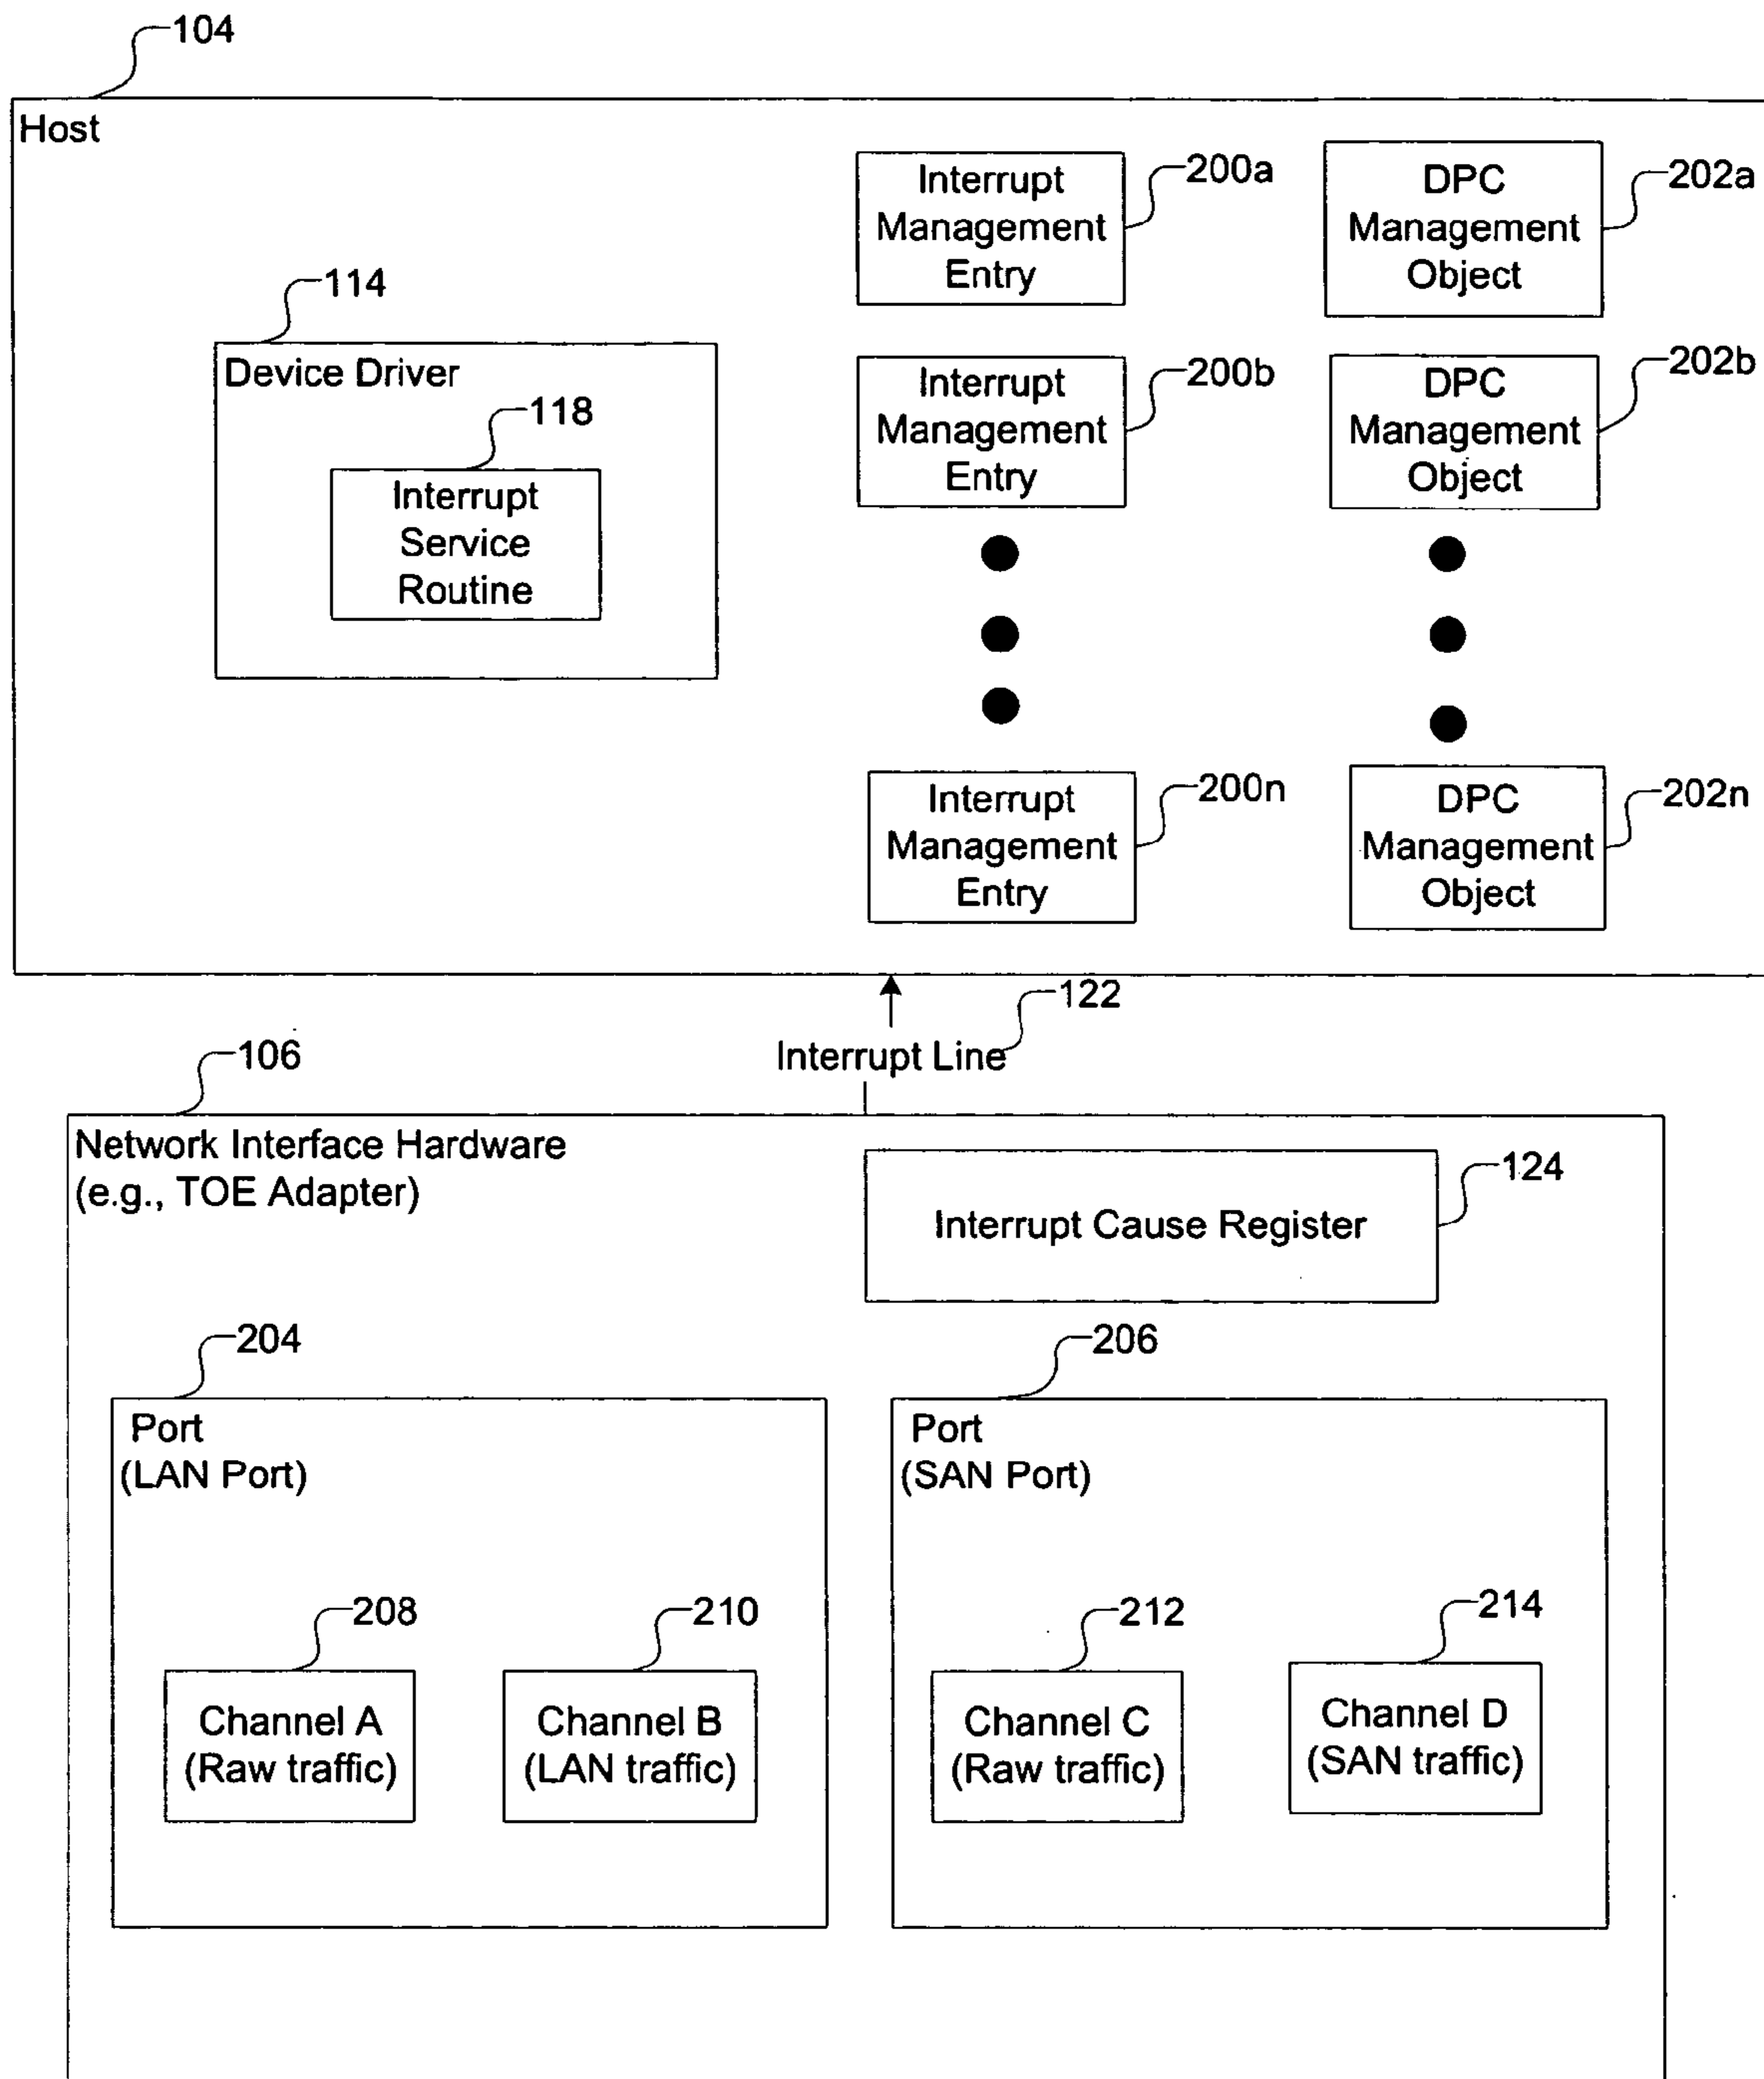 104
Host
Interrupt
Management
Entry
200a
DPC
Management
Object
202a
114
Device Driver
118
Interrupt
Service
Routine
Interrupt
Management
Entry
200b
DPC
Management
Object
202b
Interrupt
Management
Entry
200n
DPC
Management
Object
202n
122
Interrupt Line
106
Network Interface Hardware
(e.g., TOE Adapter)
124
Interrupt Cause Register
204
Port
(LAN Port)
206
Port
(SAN Port)
208
Channel A
(Raw traffic)
210
Channel B
(LAN traffic)
212
Channel C
(Raw traffic)
214
Channel D
(SAN traffic)